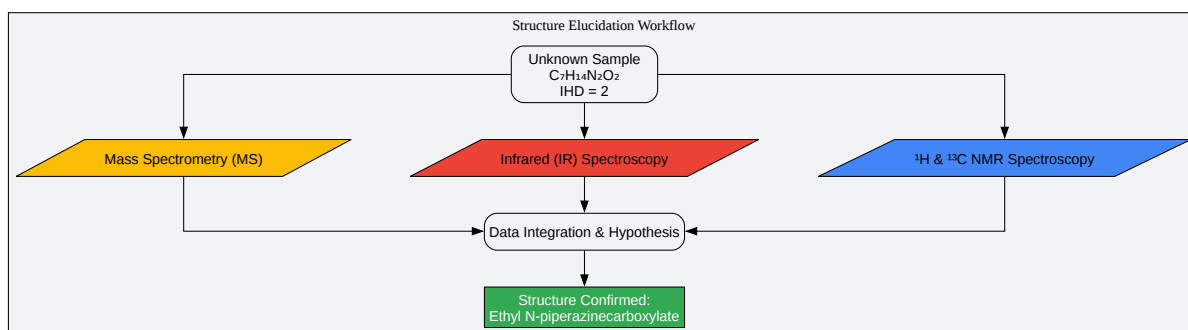 Structure Elucidation Workflow
Unknown Sample
C₇H₁₄N₂O₂
IHD = 2
Mass Spectrometry (MS)
Infrared (IR) Spectroscopy
¹H & ¹³C NMR Spectroscopy
Data Integration & Hypothesis
Structure Confirmed:
Ethyl N-piperazinecarboxylate